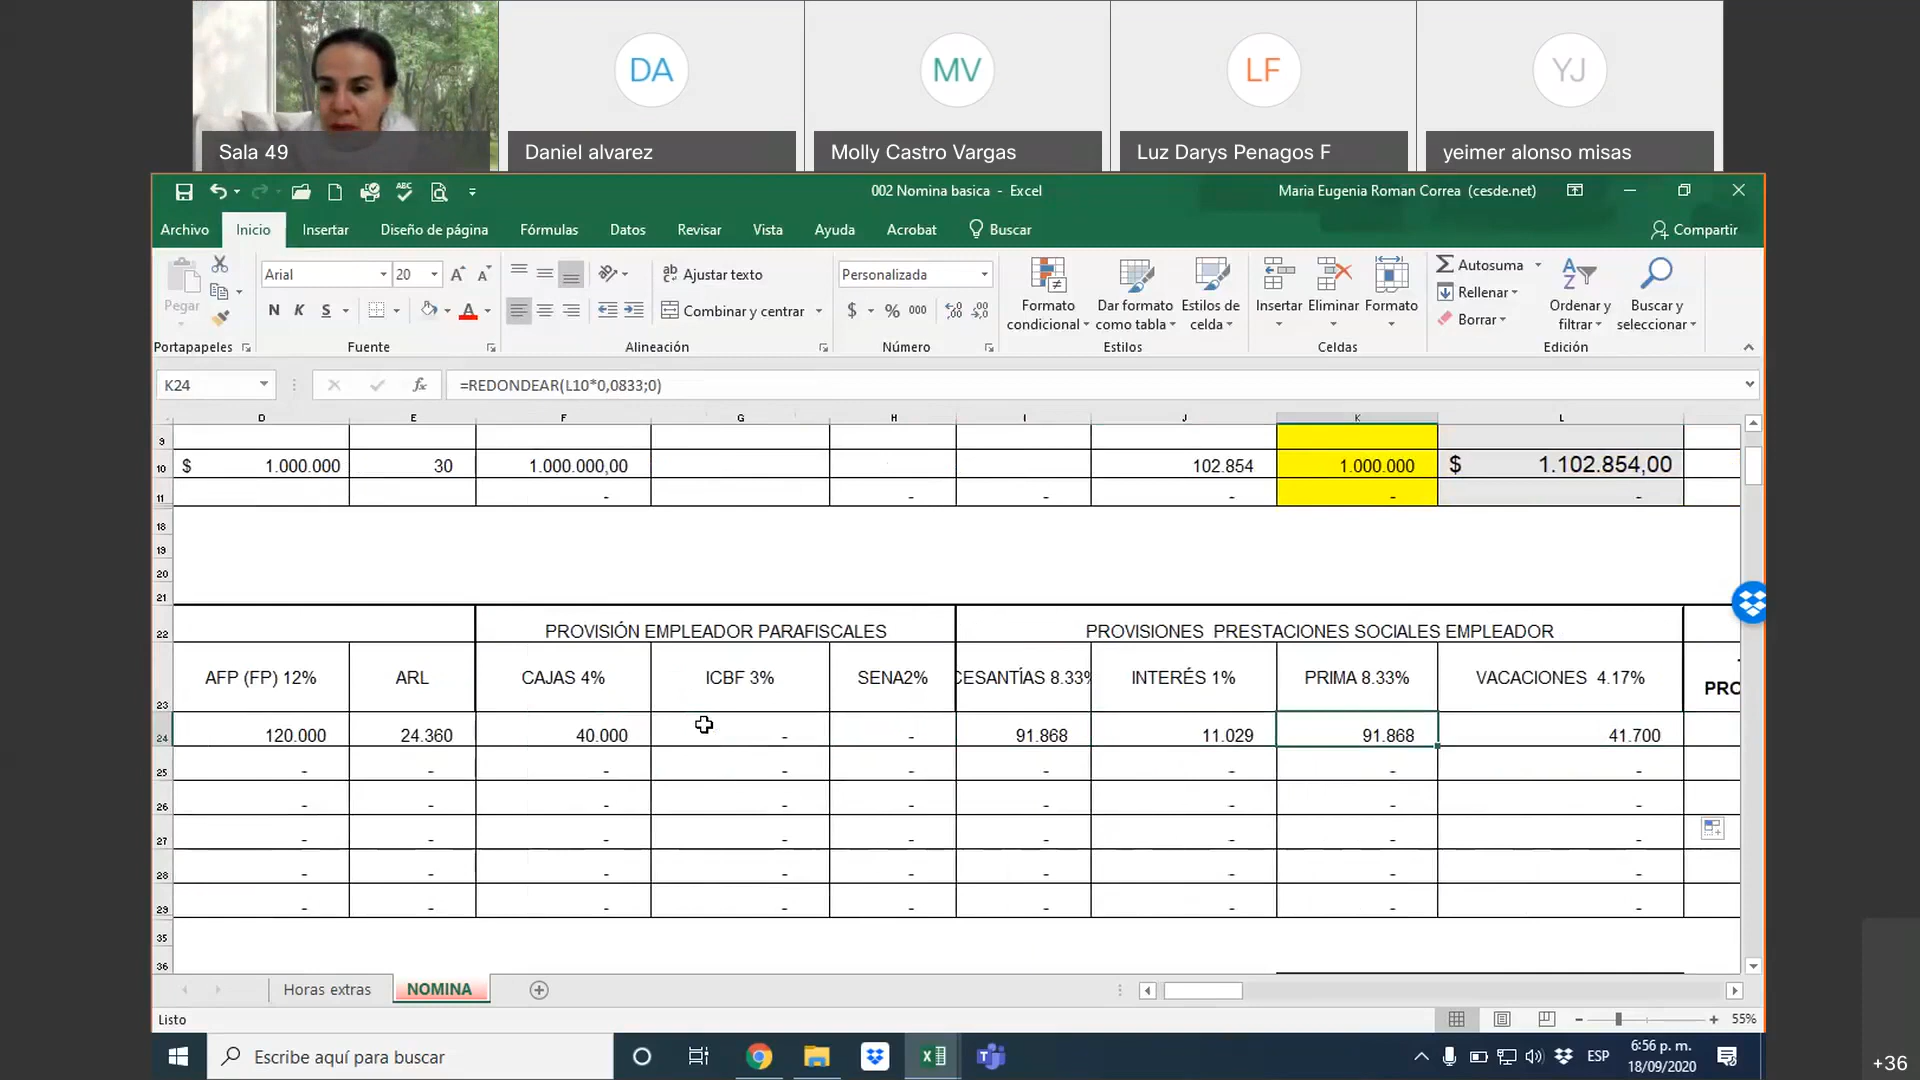 DA
MV
LF
YJ
Sala 49
Daniel alvarez
Molly Castro Vargas
Luz Darys Penagos F
yeimer alonso misas
002 Nomina basica - Excel
Maria Eugenia Roman Correa (cesde.net)
Archivo
Inicio
Insertar
Diseño de página
Fórmulas
Datos
Revisar
Vista
Ayuda
Acrobat
Buscar
Compartir
Pegar
Arial
20
Ajustar texto
Personalizada
Formato condicional
Dar formato como tabla
Estilos de celda
Insertar
Eliminar
Formato
Autosuma
Rellenar
Borrar
Ordenar y filtrar
Buscar y seleccionar
N K S
Combinar y centrar
$ % 000
Portapapeles
Fuente
Alineación
Número
Estilos
Celdas
Edición
K24
fx
=REDONDEAR(L10*0,0833;0)
D E F G H I J K L
9
10 $ 1.000.000 30 1.000.000,00 102.854 1.000.000 $ 1.102.854,00
11 - - - - - -
18
19
20
21
22 PROVISIÓN EMPLEADOR PARAFISCALES PROVISIONES PRESTACIONES SOCIALES EMPLEADOR
23 AFP (FP) 12% ARL CAJAS 4% ICBF 3% SENA2% CESANTÍAS 8.33% INTERÉS 1% PRIMA 8.33% VACACIONES 4.17% PRO
24 120.000 24.360 40.000 - - 91.868 11.029 91.868 41.700
25 - - - - - - - - -
26 - - - - - - - - -
27 - - - - - - - - -
28 - - - - - - - - -
29 - - - - - - - - -
35
36
Horas extras
NOMINA
Listo
55%
Escribe aquí para buscar
ESP
6:56 p. m.
18/09/2020
+36